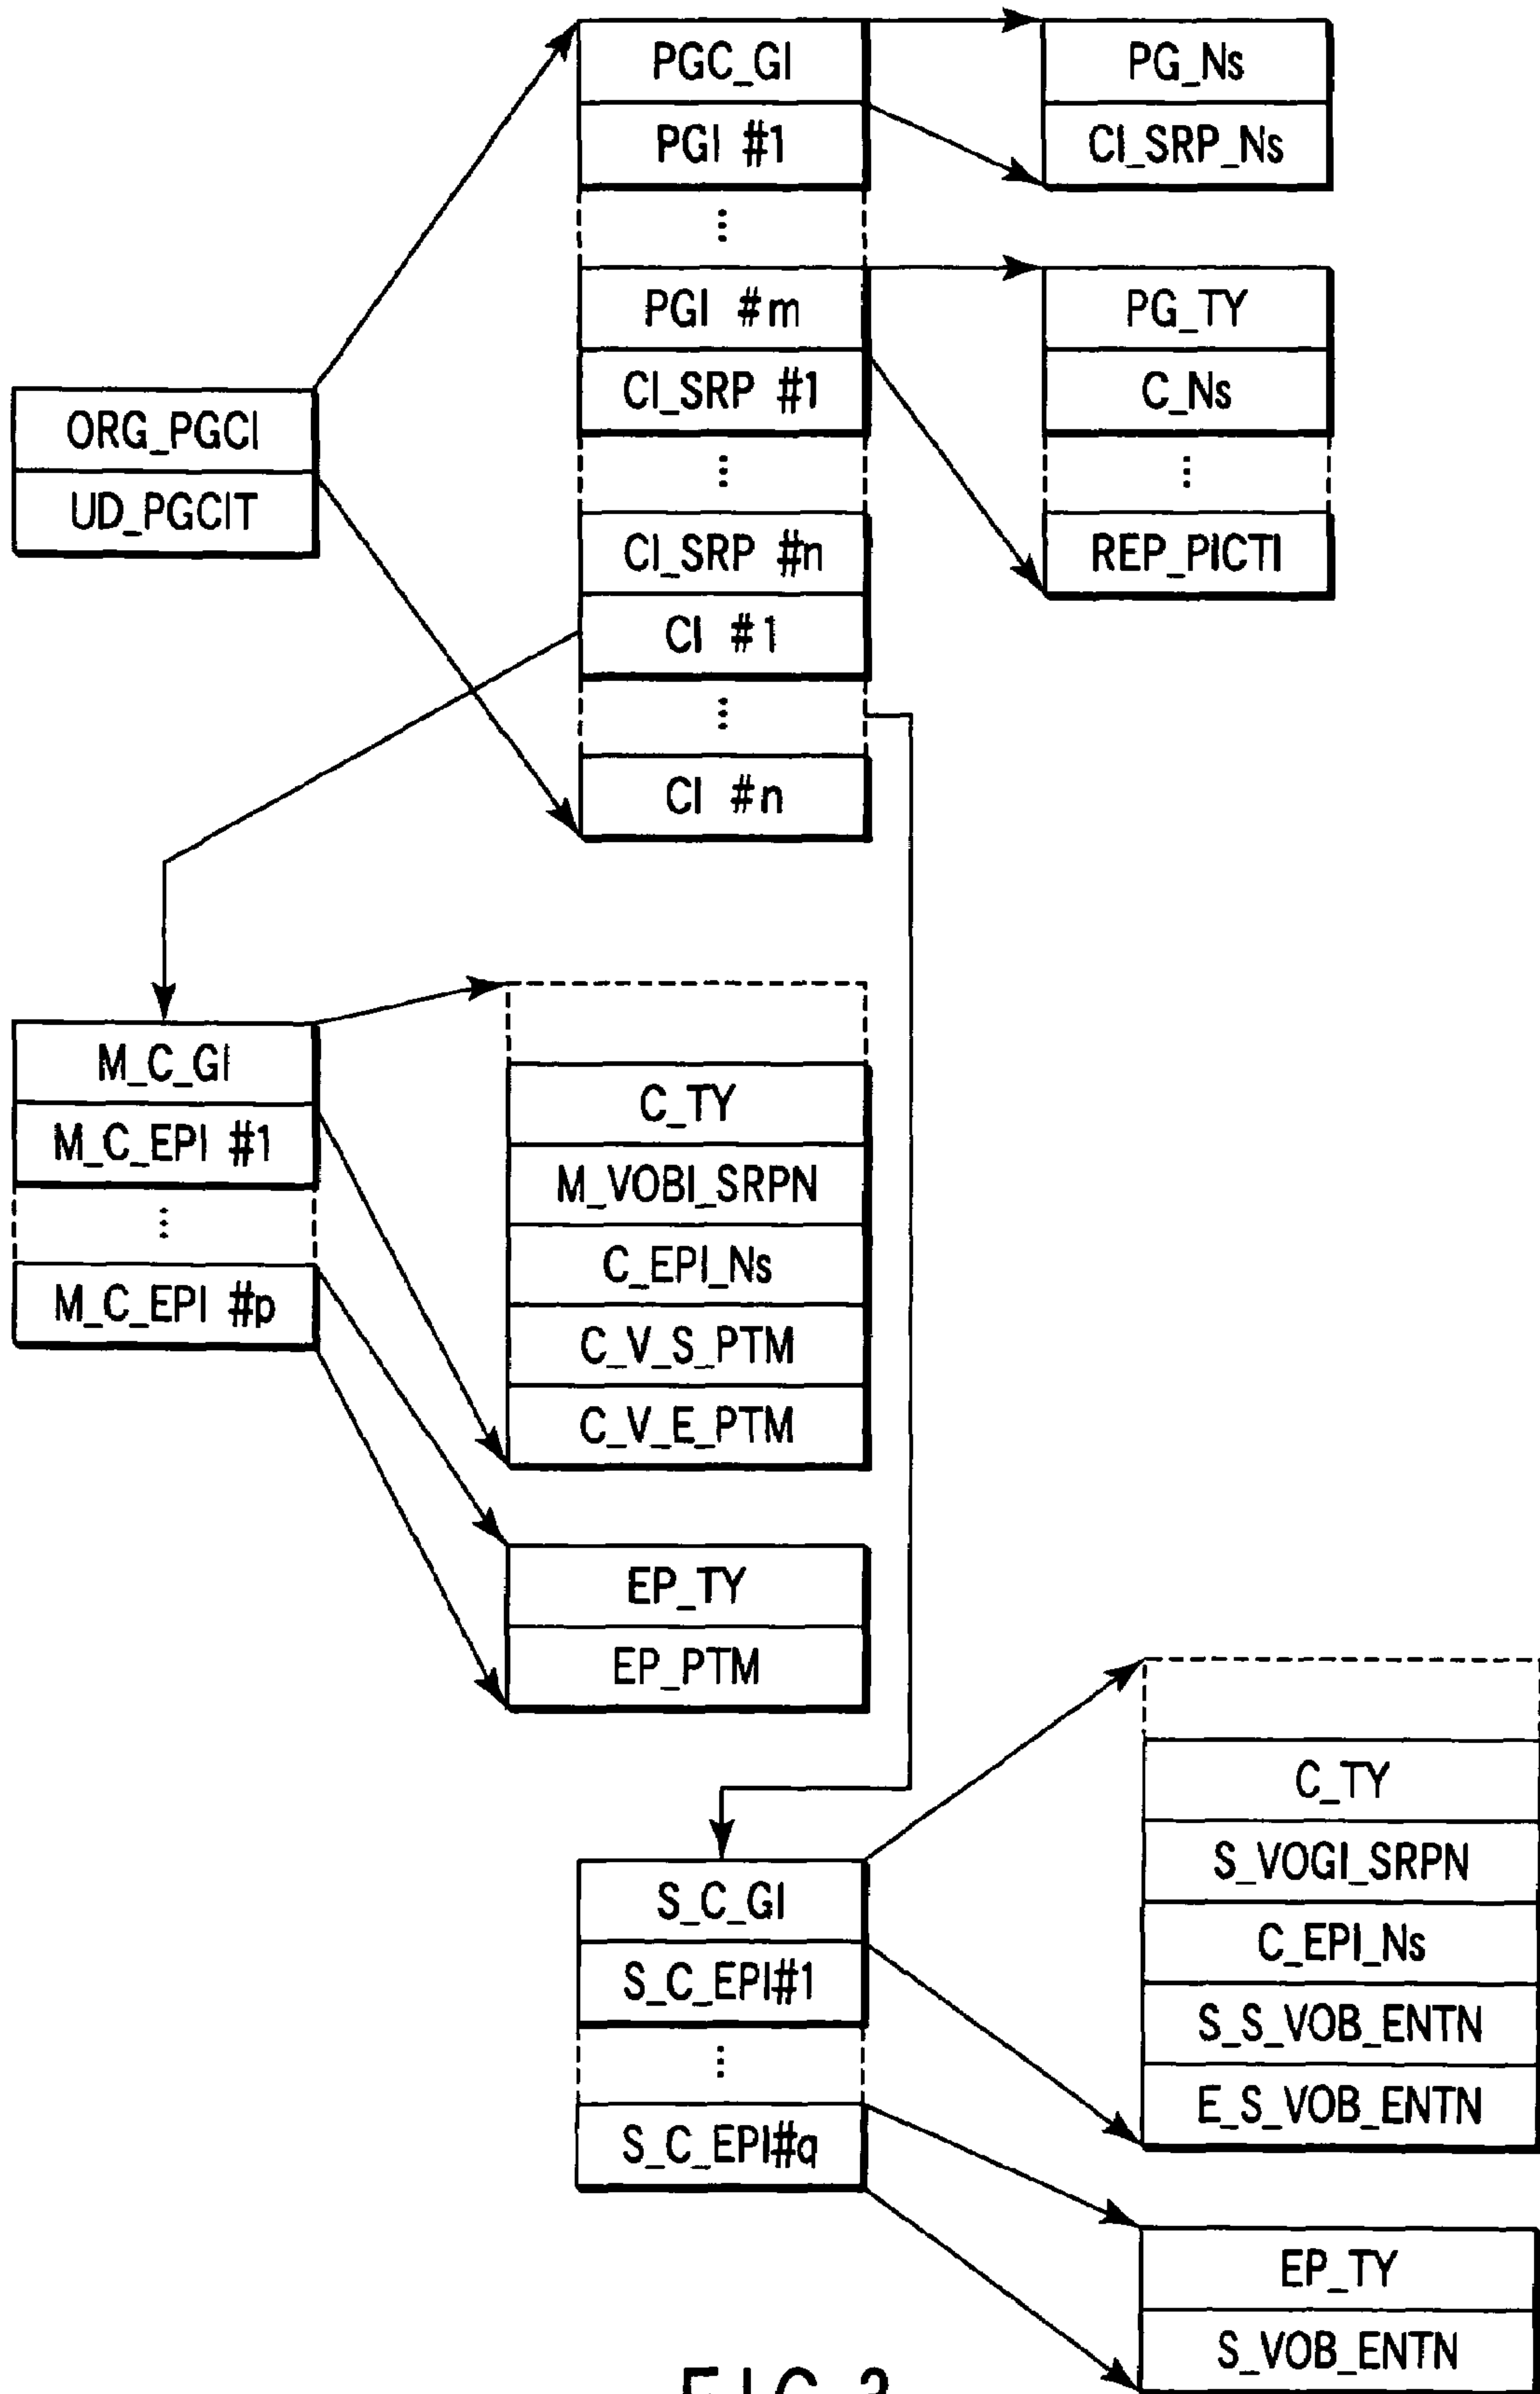 PGC_GI
PGI #1
⋮
PGI #m
CI_SRP #1
⋮
CI_SRP #n
CI #1
⋮
CI #n
PG_Ns
CI_SRP_Ns
PG_TY
C_Ns
⋮
REP_PICTI
ORG_PGCI
UD_PGCIT
M_C_GI
M_C_EPI #1
⋮
M_C_EPI #p
C_TY
M_VOBI_SRPN
C_EPI_Ns
C_V_S_PTM
C_V_E_PTM
EP_TY
EP_PTM
S_C_GI
S_C_EPI#1
⋮
S_C_EPI#q
C_TY
S_VOGI_SRPN
C_EPI_Ns
S_S_VOB_ENTN
E_S_VOB_ENTN
EP_TY
S_VOB_ENTN
FIG. 3